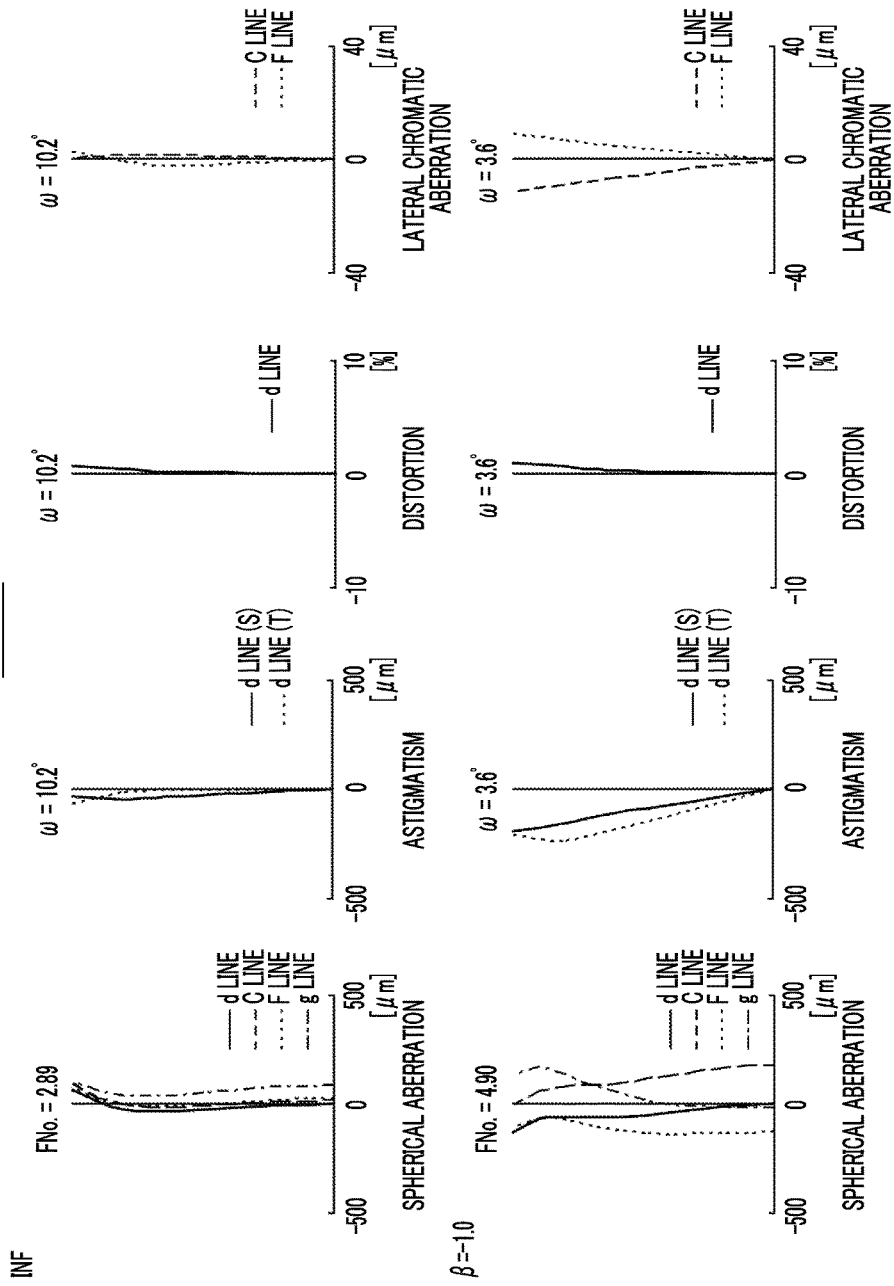 INF
FNo. = 2.89
d LINE
C LINE
F LINE
g LINE
-500 0 500
[μm]
SPHERICAL ABERRATION
ω = 10.2°
d LINE (S)
d LINE (T)
-500 0 500
[μm]
ASTIGMATISM
ω = 10.2°
d LINE
-10 0 10
[%]
DISTORTION
ω = 10.2°
C LINE
F LINE
-40 0 40
[μm]
LATERAL CHROMATIC
ABERRATION
β=-1.0
FNo. = 4.90
d LINE
C LINE
F LINE
g LINE
-500 0 500
[μm]
SPHERICAL ABERRATION
ω = 3.6°
d LINE (S)
d LINE (T)
-500 0 500
[μm]
ASTIGMATISM
ω = 3.6°
d LINE
-10 0 10
[%]
DISTORTION
ω = 3.6°
C LINE
F LINE
-40 0 40
[μm]
LATERAL CHROMATIC
ABERRATION